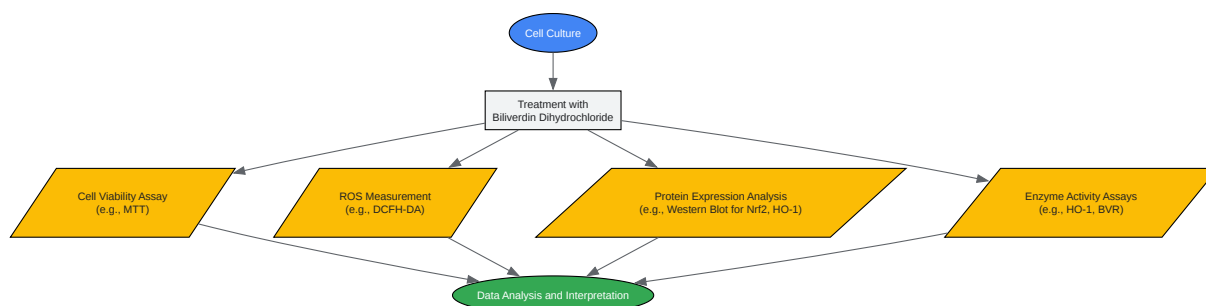 Cell Culture
Treatment with
Biliverdin Dihydrochloride
Cell Viability Assay
(e.g., MTT)
ROS Measurement
(e.g., DCFH-DA)
Protein Expression Analysis
(e.g., Western Blot for Nrf2, HO-1)
Enzyme Activity Assays
(e.g., HO-1, BVR)
Data Analysis and Interpretation